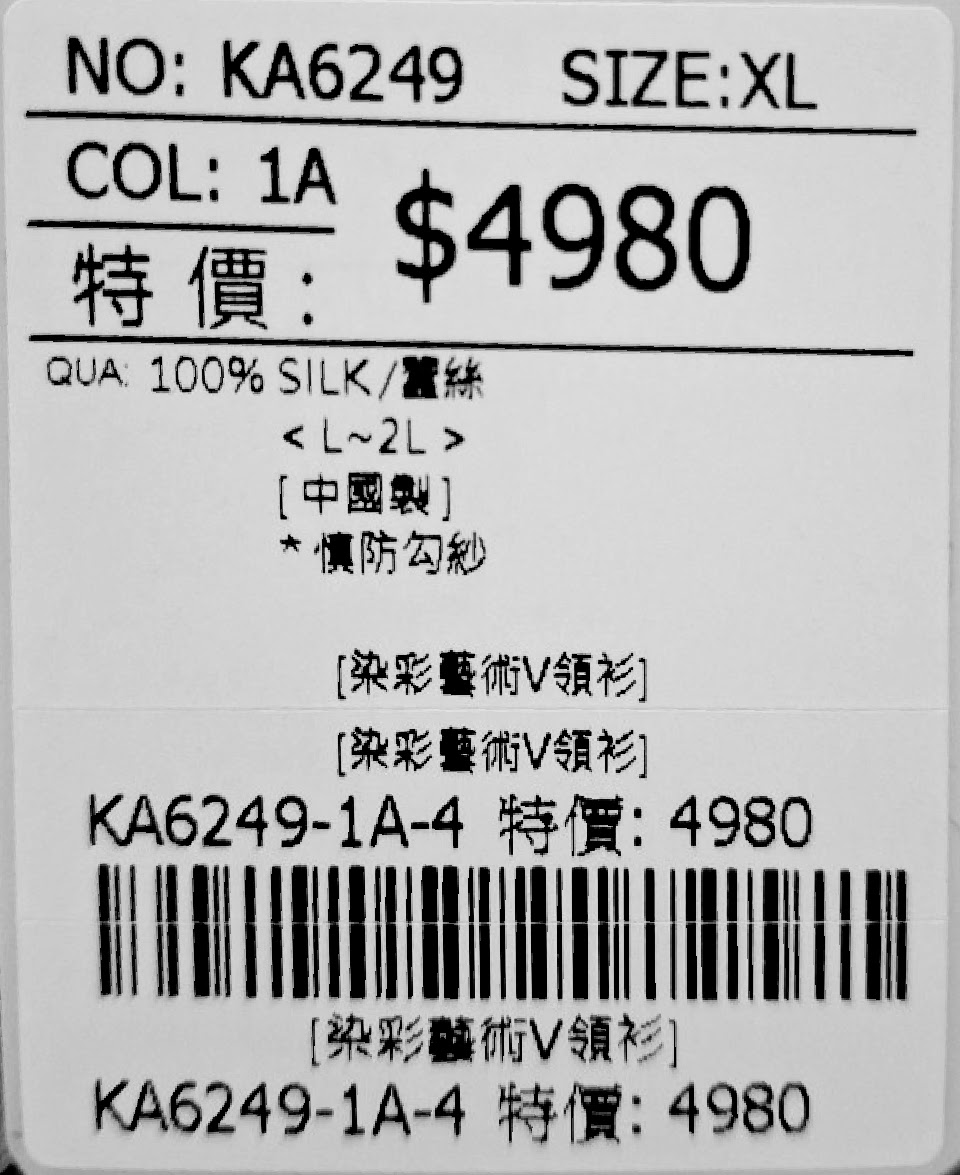 NO: KA6249 SIZE:XL
COL: 1A
$4980
特價:
QUA: 100% SILK/蠶絲
< L~2L >
[中國製]
*慎防勾紗
[染彩藝術V領衫]
[染彩藝術V領衫]
KA6249-1A-4 特價: 4980
[染彩藝術V領衫]
KA6249-1A-4 特價: 4980